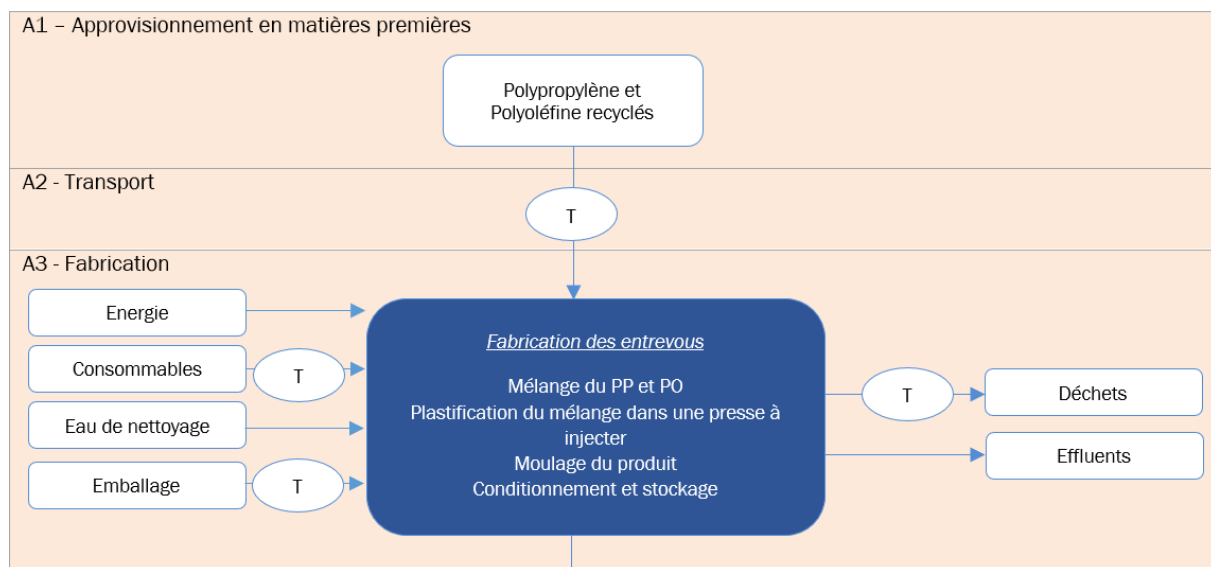 A1 – Approvisionnement en matières premières
Polypropylène et
Polyoléfine recyclés
A2 - Transport
T
A3 - Fabrication
Energie
Consommables
T
Eau de nettoyage
Emballage
T
Fabrication des entrevous
Mélange du PP et PO
Plastification du mélange dans une presse à
injecter
Moulage du produit
Conditionnement et stockage
T
Déchets
Effluents